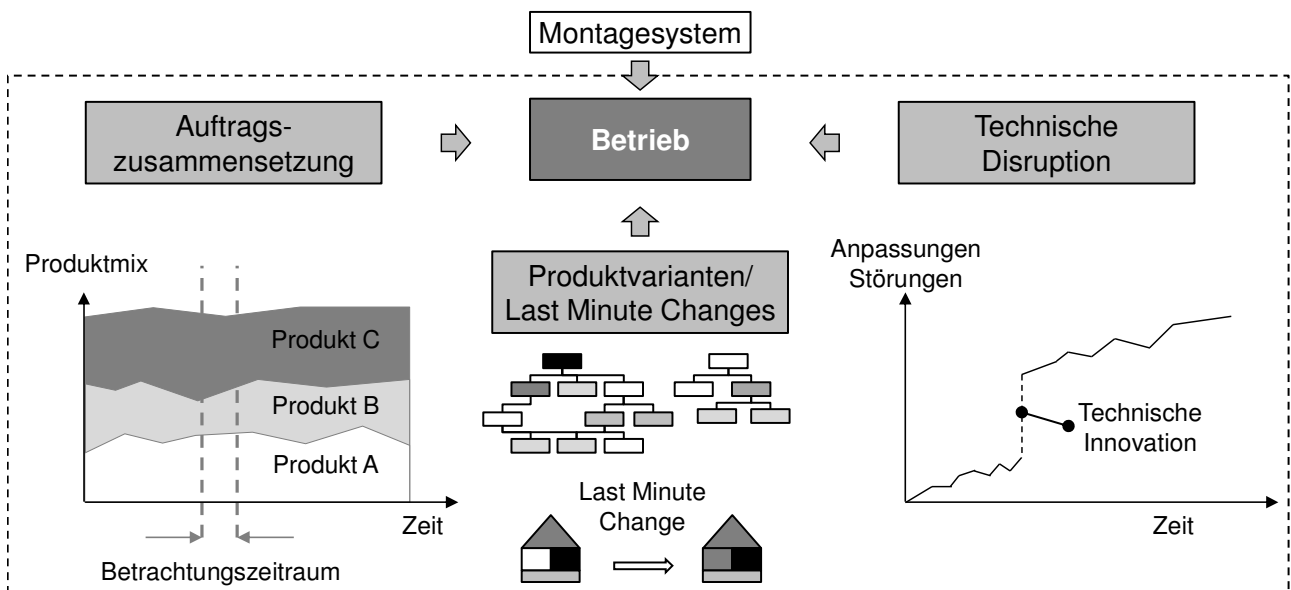 Montagesystem
Auftrags-
zusammensetzung
Betrieb
Technische
Disruption
Produktmix
Produkt C
Produkt B
Produkt A
Zeit
Betrachtungszeitraum
Produktvarianten/
Last Minute Changes
Last Minute
Change
Anpassungen
Störungen
Technische
Innovation
Zeit